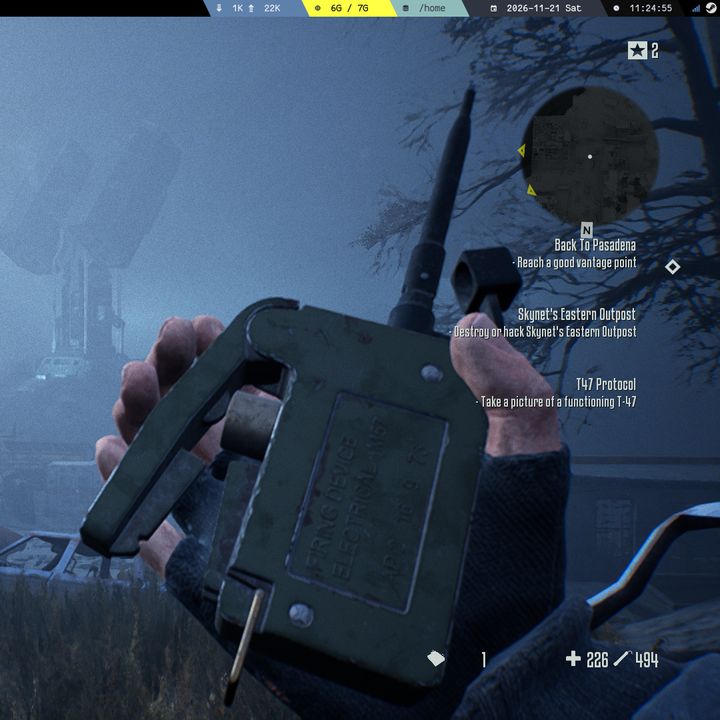 1K 22K
6G / 7G
/home
2026-11-21 Sat
11:24:55
2
N
Back To Pasadena
- Reach a good vantage point
Skynet's Eastern Outpost
- Destroy or hack Skynet's Eastern Outpost
T47 Protocol
- Take a picture of a functioning T-47
FIRING DEVICE
ELECTRICAL M57
1
226
494